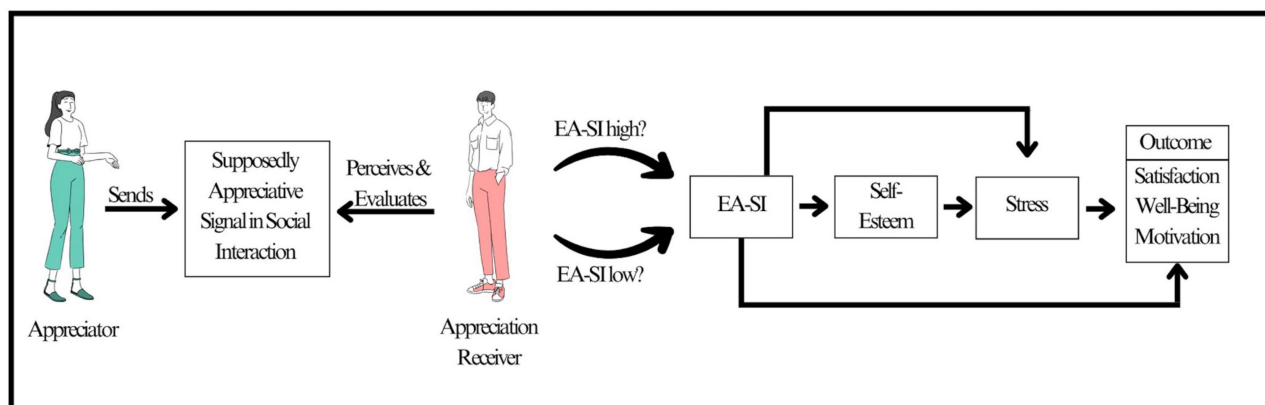 Appreciator
Sends
Supposedly
Appreciative
Signal in Social
Interaction
Perceives &
Evaluates
Appreciation
Receiver
EA-SI high?
EA-SI low?
EA-SI
Self-
Esteem
Stress
Outcome
Satisfaction
Well-Being
Motivation